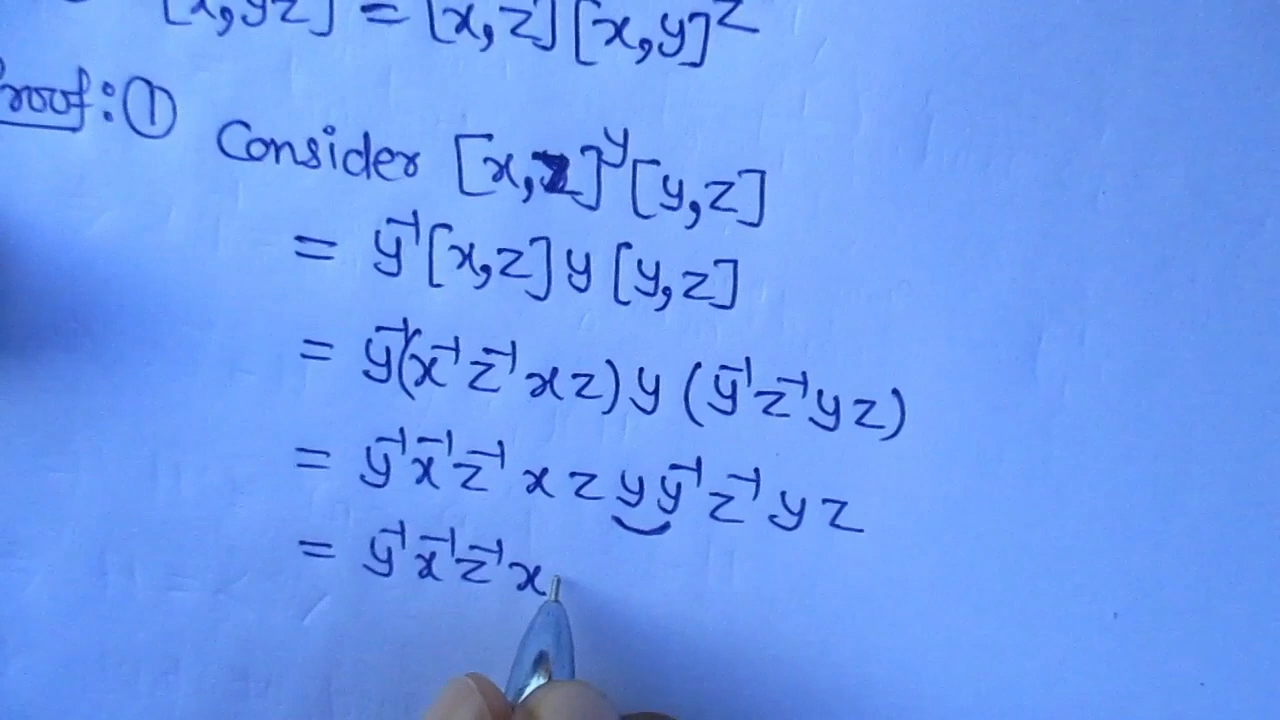 [x,yz] = [x,z][x,y]^z
Proof: ① Consider [x,z]^y[y,z]
= y⁻¹[x,z]y[y,z]
= y⁻¹(x⁻¹z⁻¹xz)y(y⁻¹z⁻¹yz)
= y⁻¹x⁻¹z⁻¹xzyy⁻¹z⁻¹yz
= y⁻¹x⁻¹z⁻¹x